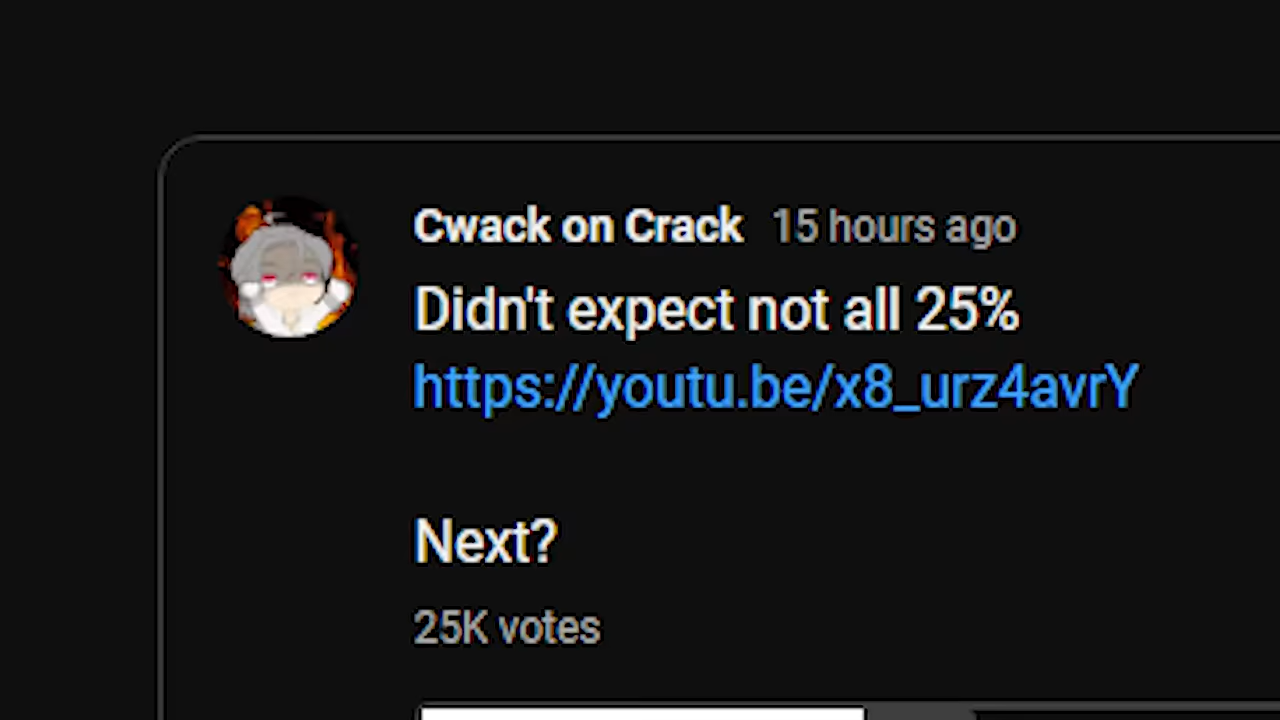 Cwack on Crack 15 hours ago
Didn't expect not all 25%
https://youtu.be/x8_urz4avrY
Next?
25K votes